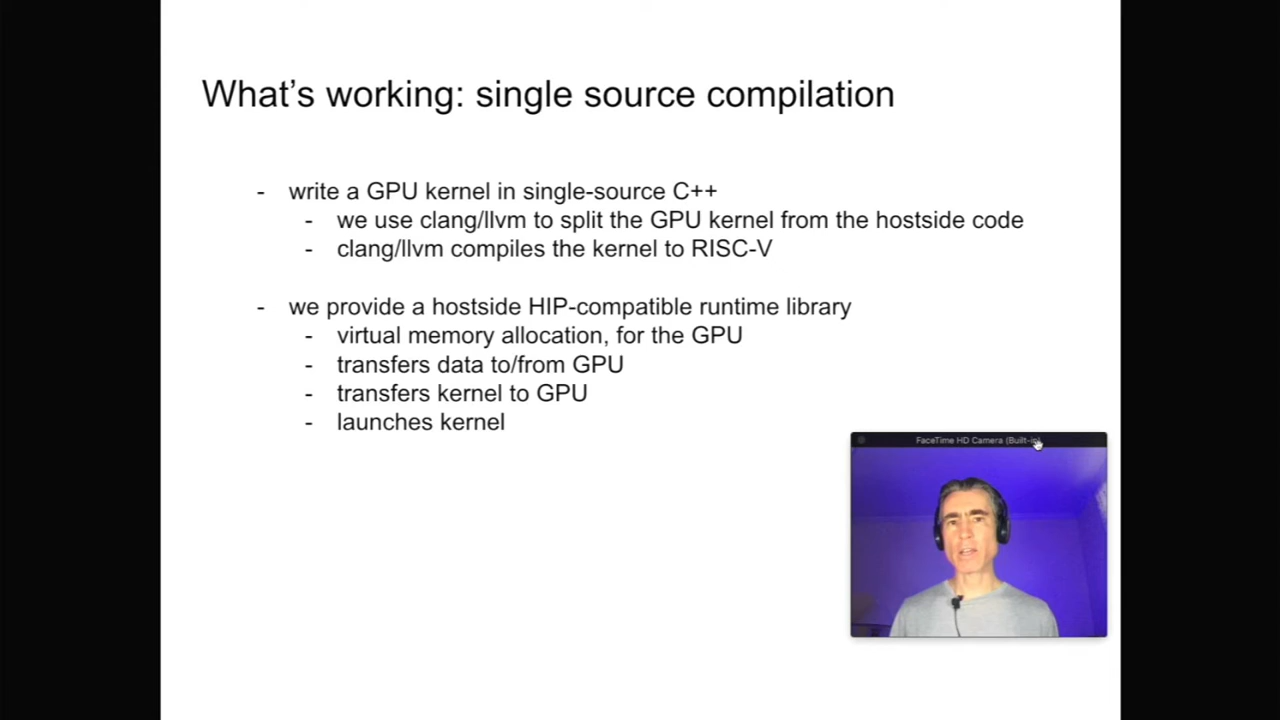 What's working: single source compilation
- write a GPU kernel in single-source C++
- we use clang/llvm to split the GPU kernel from the hostside code
- clang/llvm compiles the kernel to RISC-V
- we provide a hostside HIP-compatible runtime library
- virtual memory allocation, for the GPU
- transfers data to/from GPU
- transfers kernel to GPU
- launches kernel
FaceTime HD Camera (Built-in)